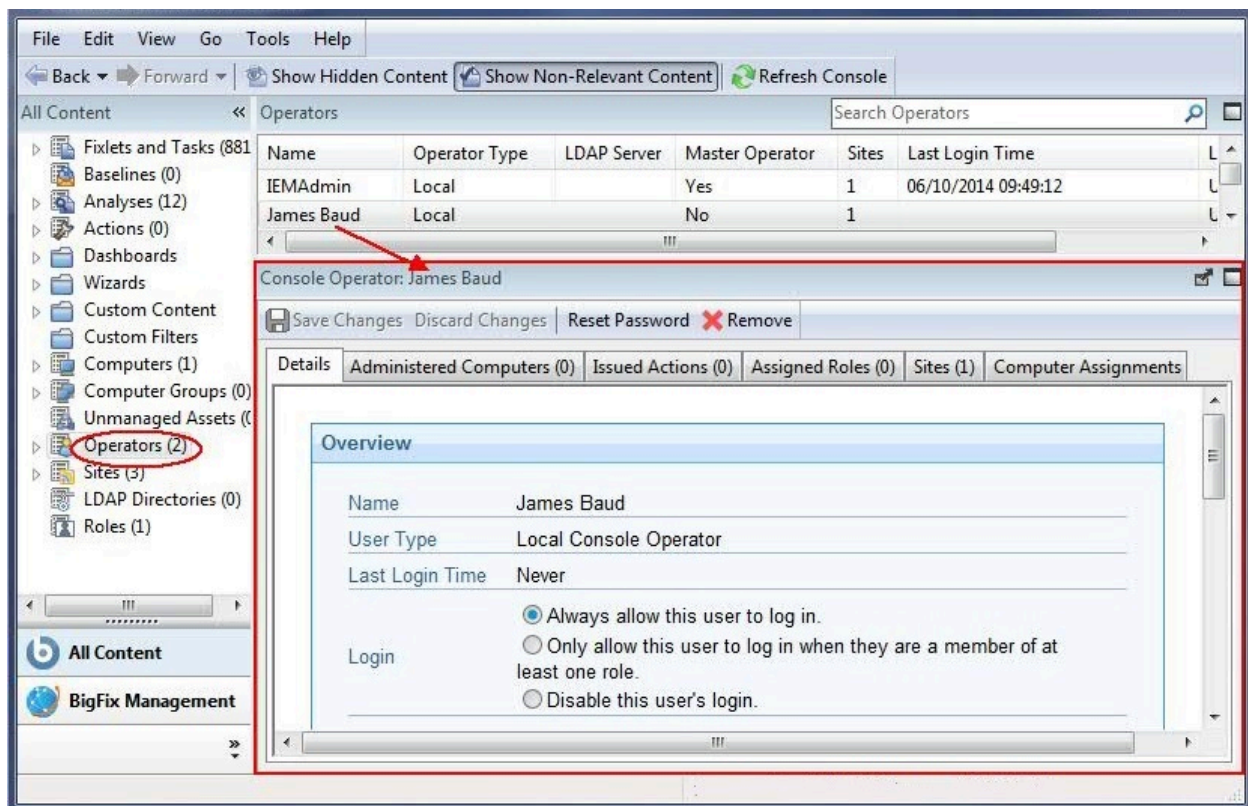 File Edit View Go Tools Help
Back Forward Show Hidden Content Show Non-Relevant Content Refresh Console
All Content «
Fixlets and Tasks (881
Baselines (0)
Analyses (12)
Actions (0)
Dashboards
Wizards
Custom Content
Custom Filters
Computers (1)
Computer Groups (0)
Unmanaged Assets (
Operators (2)
Sites (3)
LDAP Directories (0)
Roles (1)
All Content
BigFix Management
»
Operators Search Operators
Name Operator Type LDAP Server Master Operator Sites Last Login Time L
IEMAdmin Local Yes 1 06/10/2014 09:49:12
James Baud Local No 1
Console Operator: James Baud
Save Changes Discard Changes Reset Password Remove
Details Administered Computers (0) Issued Actions (0) Assigned Roles (0) Sites (1) Computer Assignments
Overview
Name James Baud
User Type Local Console Operator
Last Login Time Never
Login
Always allow this user to log in.
Only allow this user to log in when they are a member of at
least one role.
Disable this user's login.